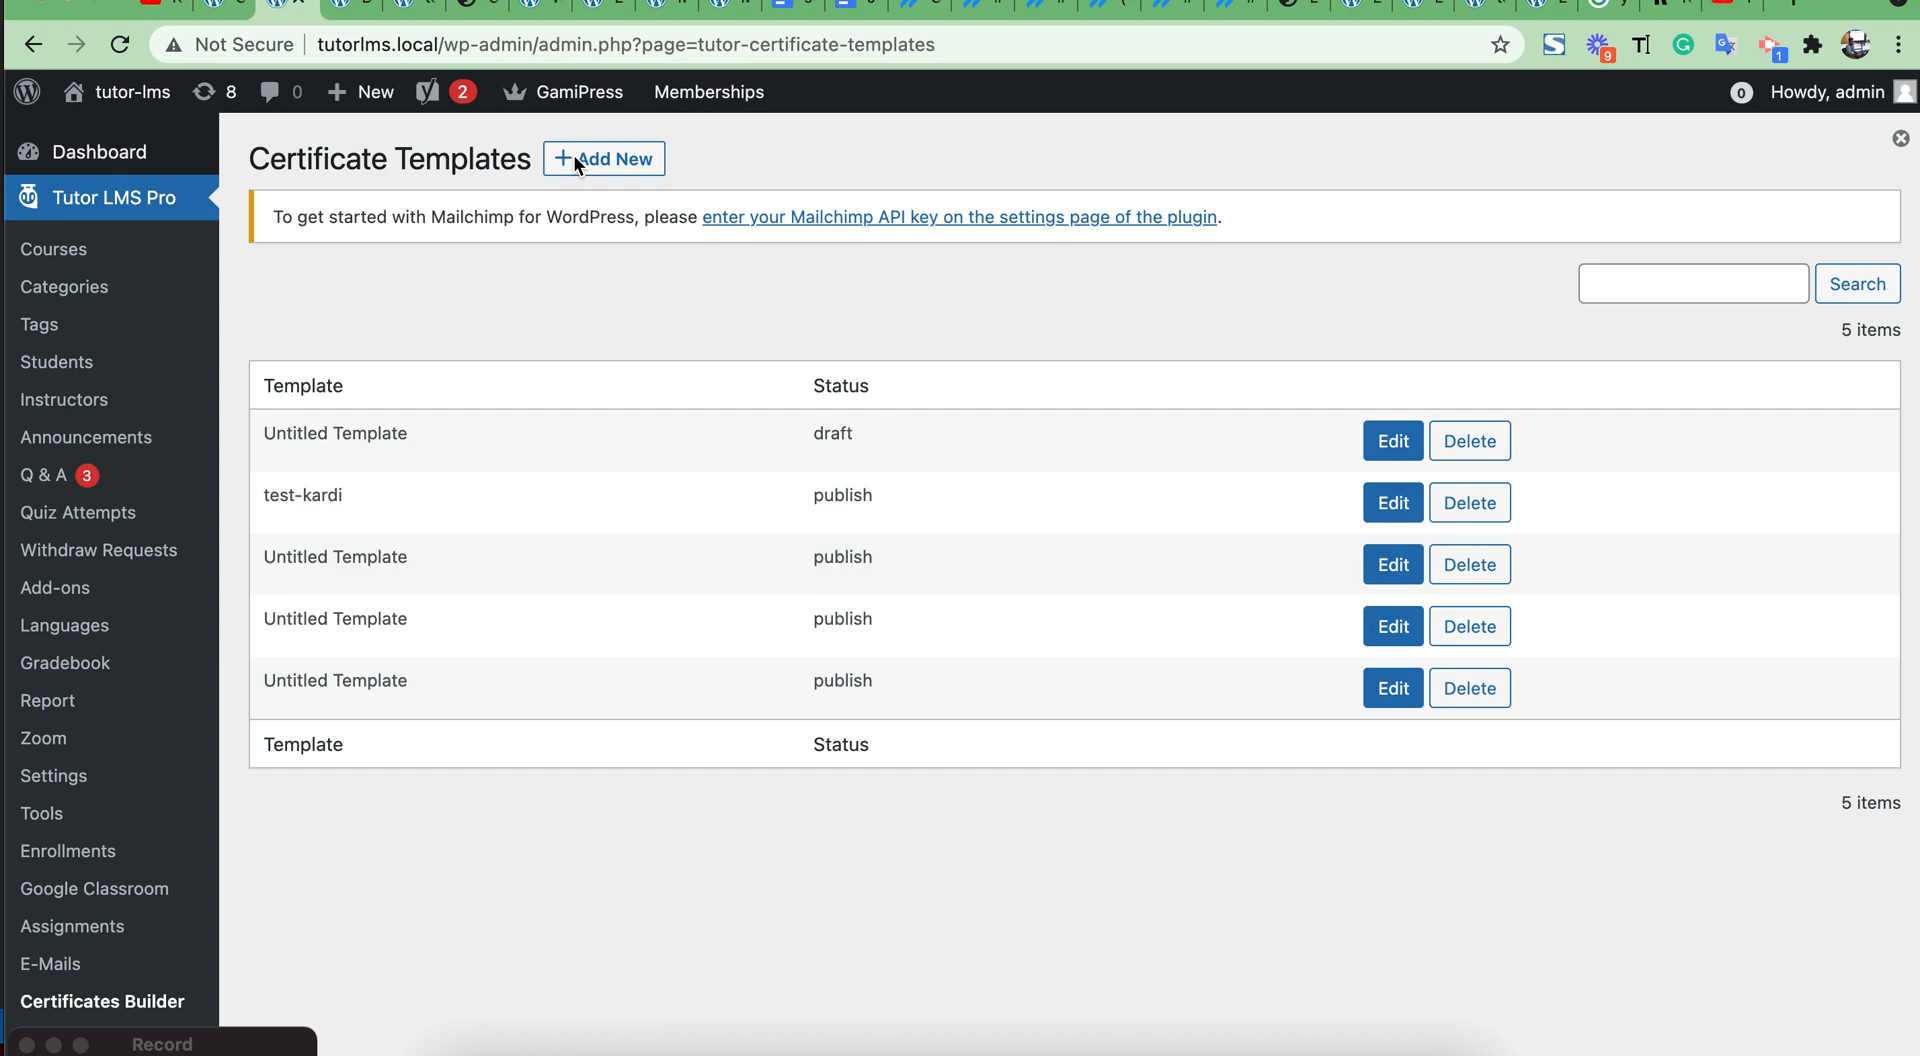 Not Secure
tutorlms.local/wp-admin/admin.php?page=tutor-certificate-templates
9
1
tutor-lms
8
0
New
2
GamiPress
Memberships
0
Howdy, admin
Dashboard
Tutor LMS Pro
Courses
Categories
Tags
Students
Instructors
Announcements
Q & A 3
Quiz Attempts
Withdraw Requests
Add-ons
Languages
Gradebook
Report
Zoom
Settings
Tools
Enrollments
Google Classroom
Assignments
E-Mails
Certificates Builder
Record
Certificate Templates
+ Add New
To get started with Mailchimp for WordPress, please enter your Mailchimp API key on the settings page of the plugin.
Search
5 items
Template Status
Untitled Template draft Edit Delete
test-kardi publish Edit Delete
Untitled Template publish Edit Delete
Untitled Template publish Edit Delete
Untitled Template publish Edit Delete
Template Status
5 items